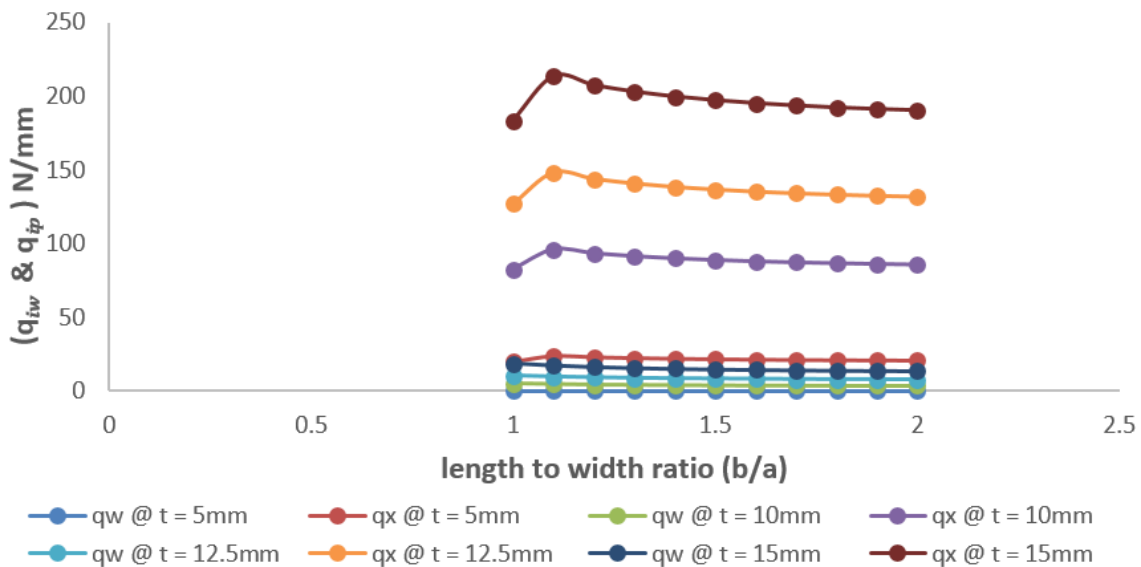 250
200
150
100
50
0
(qiw & qip ) N/mm
0 0.5 1 1.5 2 2.5
length to width ratio (b/a)
qw @ t = 5mm qx @ t = 5mm qw @ t = 10mm qx @ t = 10mm
qw @ t = 12.5mm qx @ t = 12.5mm qw @ t = 15mm qx @ t = 15mm